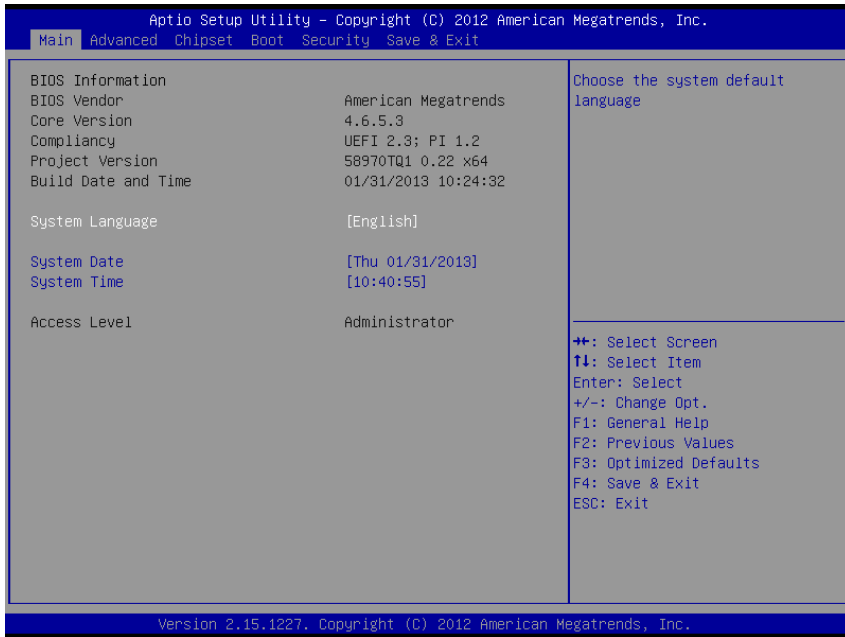 Aptio Setup Utility – Copyright (C) 2012 American Megatrends, Inc.
Main Advanced Chipset Boot Security Save & Exit
BIOS Information
BIOS Vendor American Megatrends
Core Version 4.6.5.3
Compliancy UEFI 2.3; PI 1.2
Project Version 58970TQ1 0.22 x64
Build Date and Time 01/31/2013 10:24:32
System Language [English]
System Date [Thu 01/31/2013]
System Time [10:40:55]
Access Level Administrator
Choose the system default
language
→←: Select Screen
↑↓: Select Item
Enter: Select
+/-: Change Opt.
F1: General Help
F2: Previous Values
F3: Optimized Defaults
F4: Save & Exit
ESC: Exit
Version 2.15.1227. Copyright (C) 2012 American Megatrends, Inc.